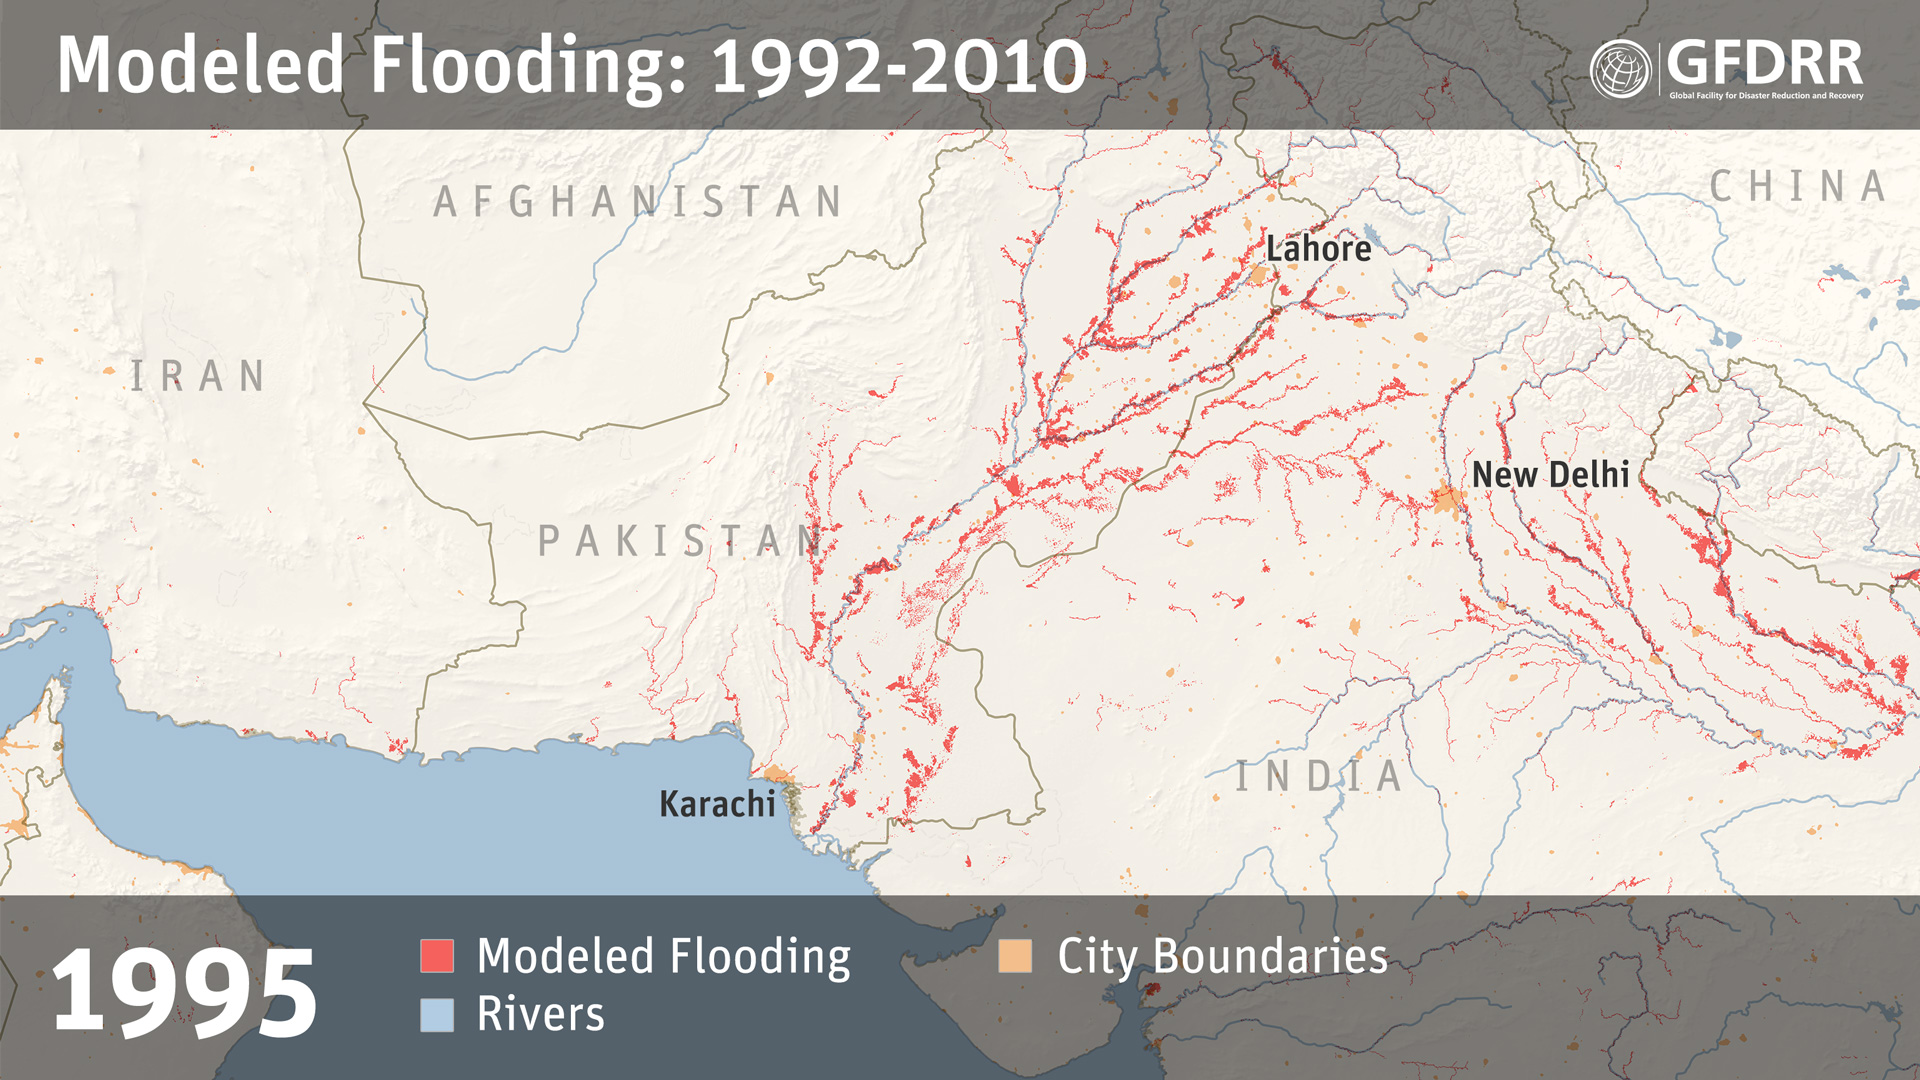 Modeled Flooding: 1992-2010
GFDRR
Global Facility for Disaster Reduction and Recovery
AFGHANISTAN
CHINA
Lahore
IRAN
New Delhi
PAKISTAN
INDIA
Karachi
1995
Modeled Flooding
City Boundaries
Rivers